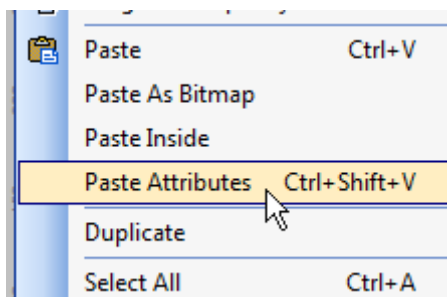 Paste Ctrl+V
Paste As Bitmap
Paste Inside
Paste Attributes Ctrl+Shift+V
Duplicate
Select All Ctrl+A